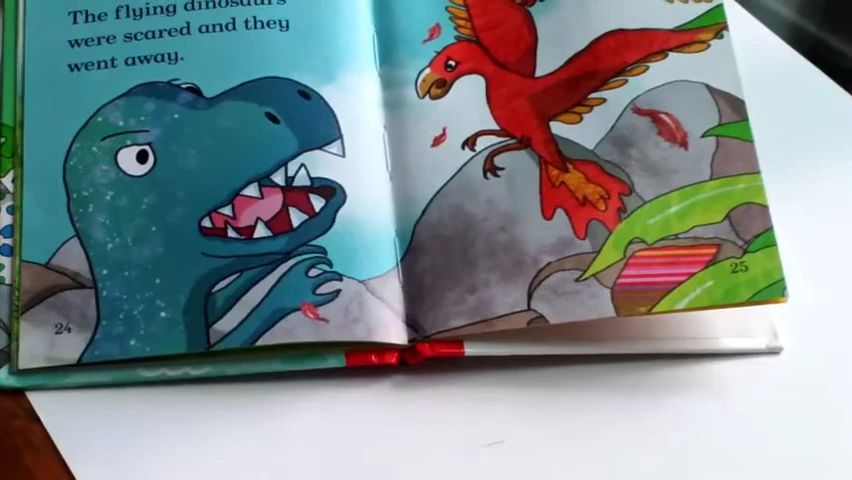 The flying dinosaurs
were scared and they
went away.
24
25